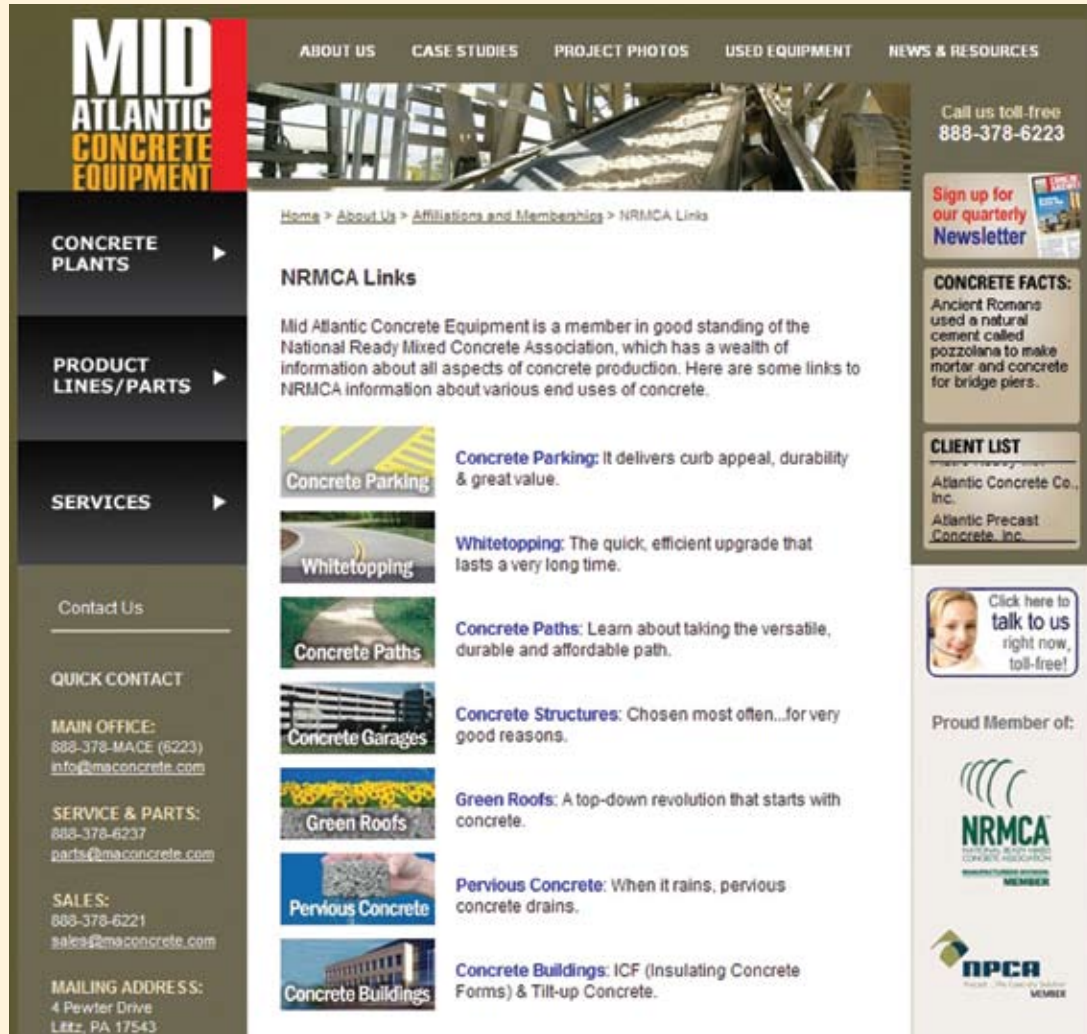 MID
ATLANTIC
CONCRETE
EQUIPMENT
ABOUT US CASE STUDIES PROJECT PHOTOS USED EQUIPMENT NEWS & RESOURCES
Call us toll-free
888-378-6223
CONCRETE
PLANTS
PRODUCT
LINES/PARTS
SERVICES
Contact Us
QUICK CONTACT
MAIN OFFICE:
888-378-MACE (6223)
info@maconcrete.com
SERVICE & PARTS:
888-378-6237
parts@maconcrete.com
SALES:
888-378-6221
sales@maconcrete.com
MAILING ADDRESS:
4 Pewter Drive
Lititz, PA 17543
Home > About Us > Affiliations and Memberships > NRMCA Links
NRMCA Links
Mid Atlantic Concrete Equipment is a member in good standing of the
National Ready Mixed Concrete Association, which has a wealth of
information about all aspects of concrete production. Here are some links to
NRMCA information about various end uses of concrete.
Concrete Parking
Concrete Parking: It delivers curb appeal, durability
& great value.
Whitetopping
Whitetopping: The quick, efficient upgrade that
lasts a very long time.
Concrete Paths
Concrete Paths: Learn about taking the versatile,
durable and affordable path.
Concrete Garages
Concrete Structures: Chosen most often...for very
good reasons.
Green Roofs
Green Roofs: A top-down revolution that starts with
concrete.
Pervious Concrete
Pervious Concrete: When it rains, pervious
concrete drains.
Concrete Buildings
Concrete Buildings: ICF (Insulating Concrete
Forms) & Tilt-up Concrete.
Sign up for
our quarterly
Newsletter
CONCRETE FACTS:
Ancient Romans
used a natural
cement called
pozzolana to make
mortar and concrete
for bridge piers.
CLIENT LIST
Atlantic Concrete Co.,
Inc.
Atlantic Precast
Concrete, Inc.
Click here to
talk to us
right now,
toll-free!
Proud Member of:
NRMCA
NATIONAL READY MIXED
CONCRETE ASSOCIATION
MEMBER
NPCA
MEMBER